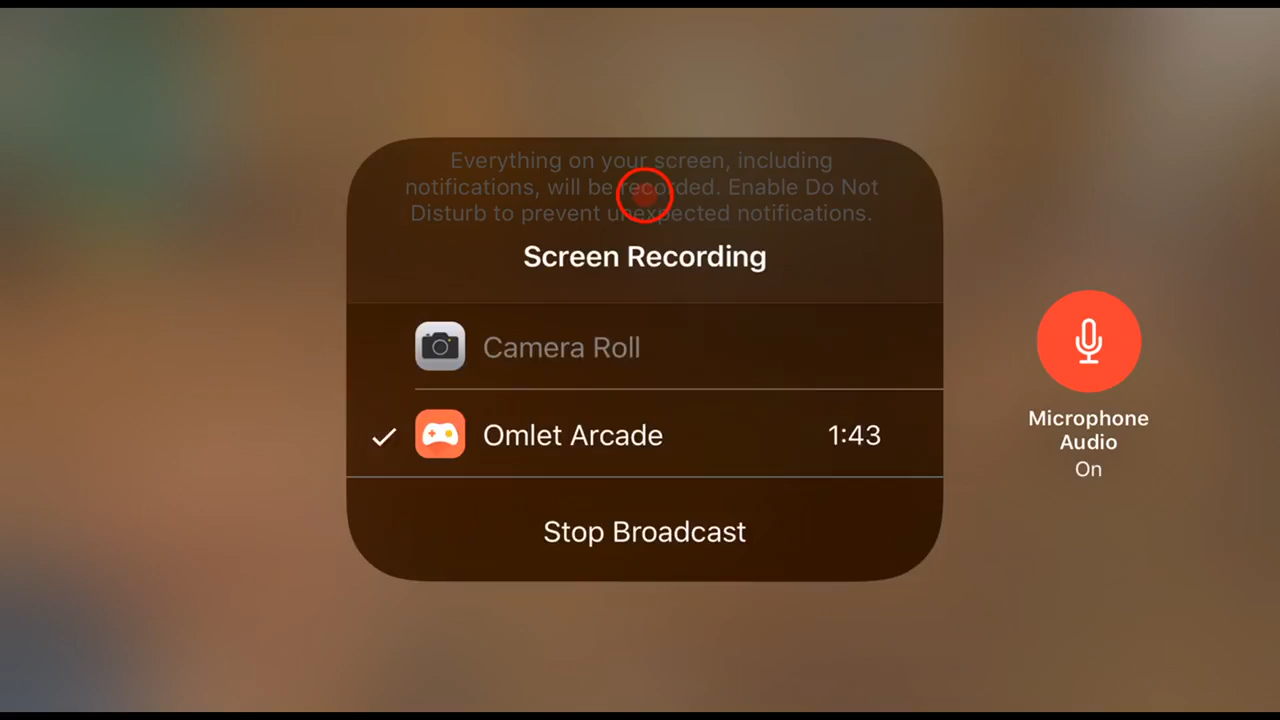 Everything on your screen, including
notifications, will be recorded. Enable Do Not
Disturb to prevent unexpected notifications.
Screen Recording
Camera Roll
Omlet Arcade 1:43
Stop Broadcast
Microphone
Audio
On